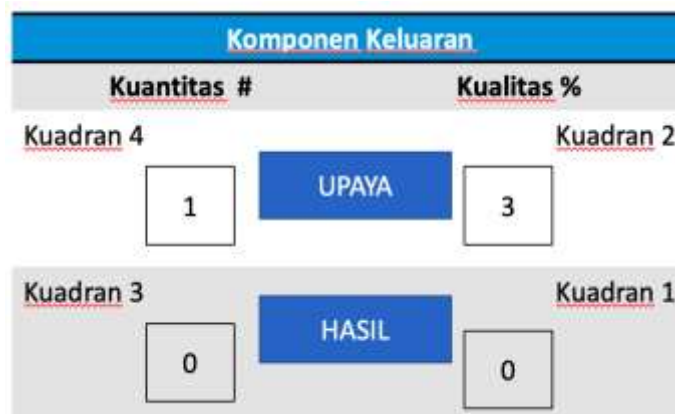 Komponen Keluaran
Kuantitas # Kualitas %
Kuadran 4 Kuadran 2
1 UPAYA 3
Kuadran 3 Kuadran 1
0 HASIL 0